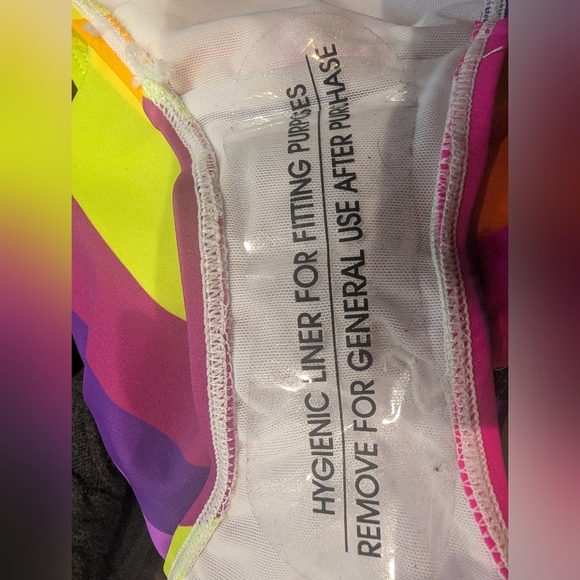 HYGIENIC LINER FOR FITTING PURPOSES
REMOVE FOR GENERAL USE AFTER PURCHASE